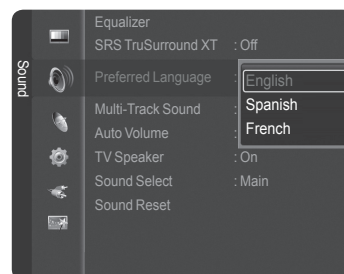 Sound
Equalizer
SRS TruSurround XT : Off
Preferred Language : English
Spanish
French
Multi-Track Sound :
Auto Volume :
TV Speaker : On
Sound Select : Main
Sound Reset